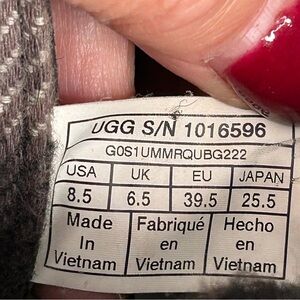 UGG S/N 1016596
G0S1UMMRQUBG222
USA UK EU JAPAN
8.5 6.5 39.5 25.5
Made Fabriqué Hecho
In en en
Vietnam Vietnam Vietnam